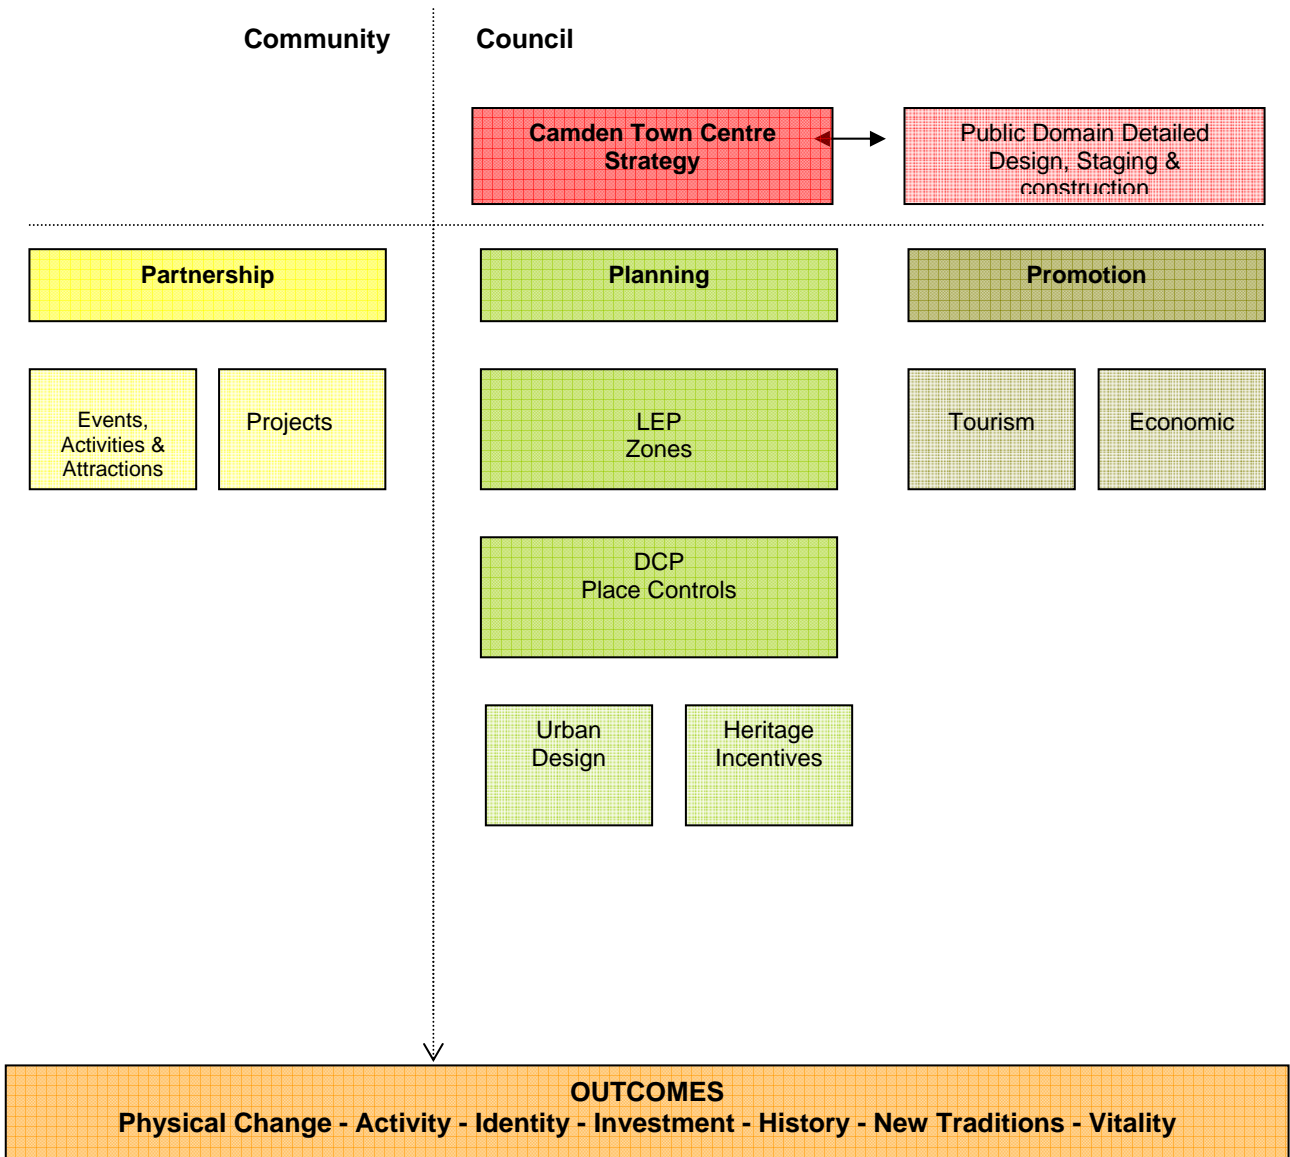 Community
Council
Camden Town Centre
Strategy
Public Domain Detailed
Design, Staging &
construction
Partnership
Planning
Promotion
Events,
Activities &
Attractions
Projects
LEP
Zones
Tourism
Economic
DCP
Place Controls
Urban
Design
Heritage
Incentives
OUTCOMES
Physical Change - Activity - Identity - Investment - History - New Traditions - Vitality